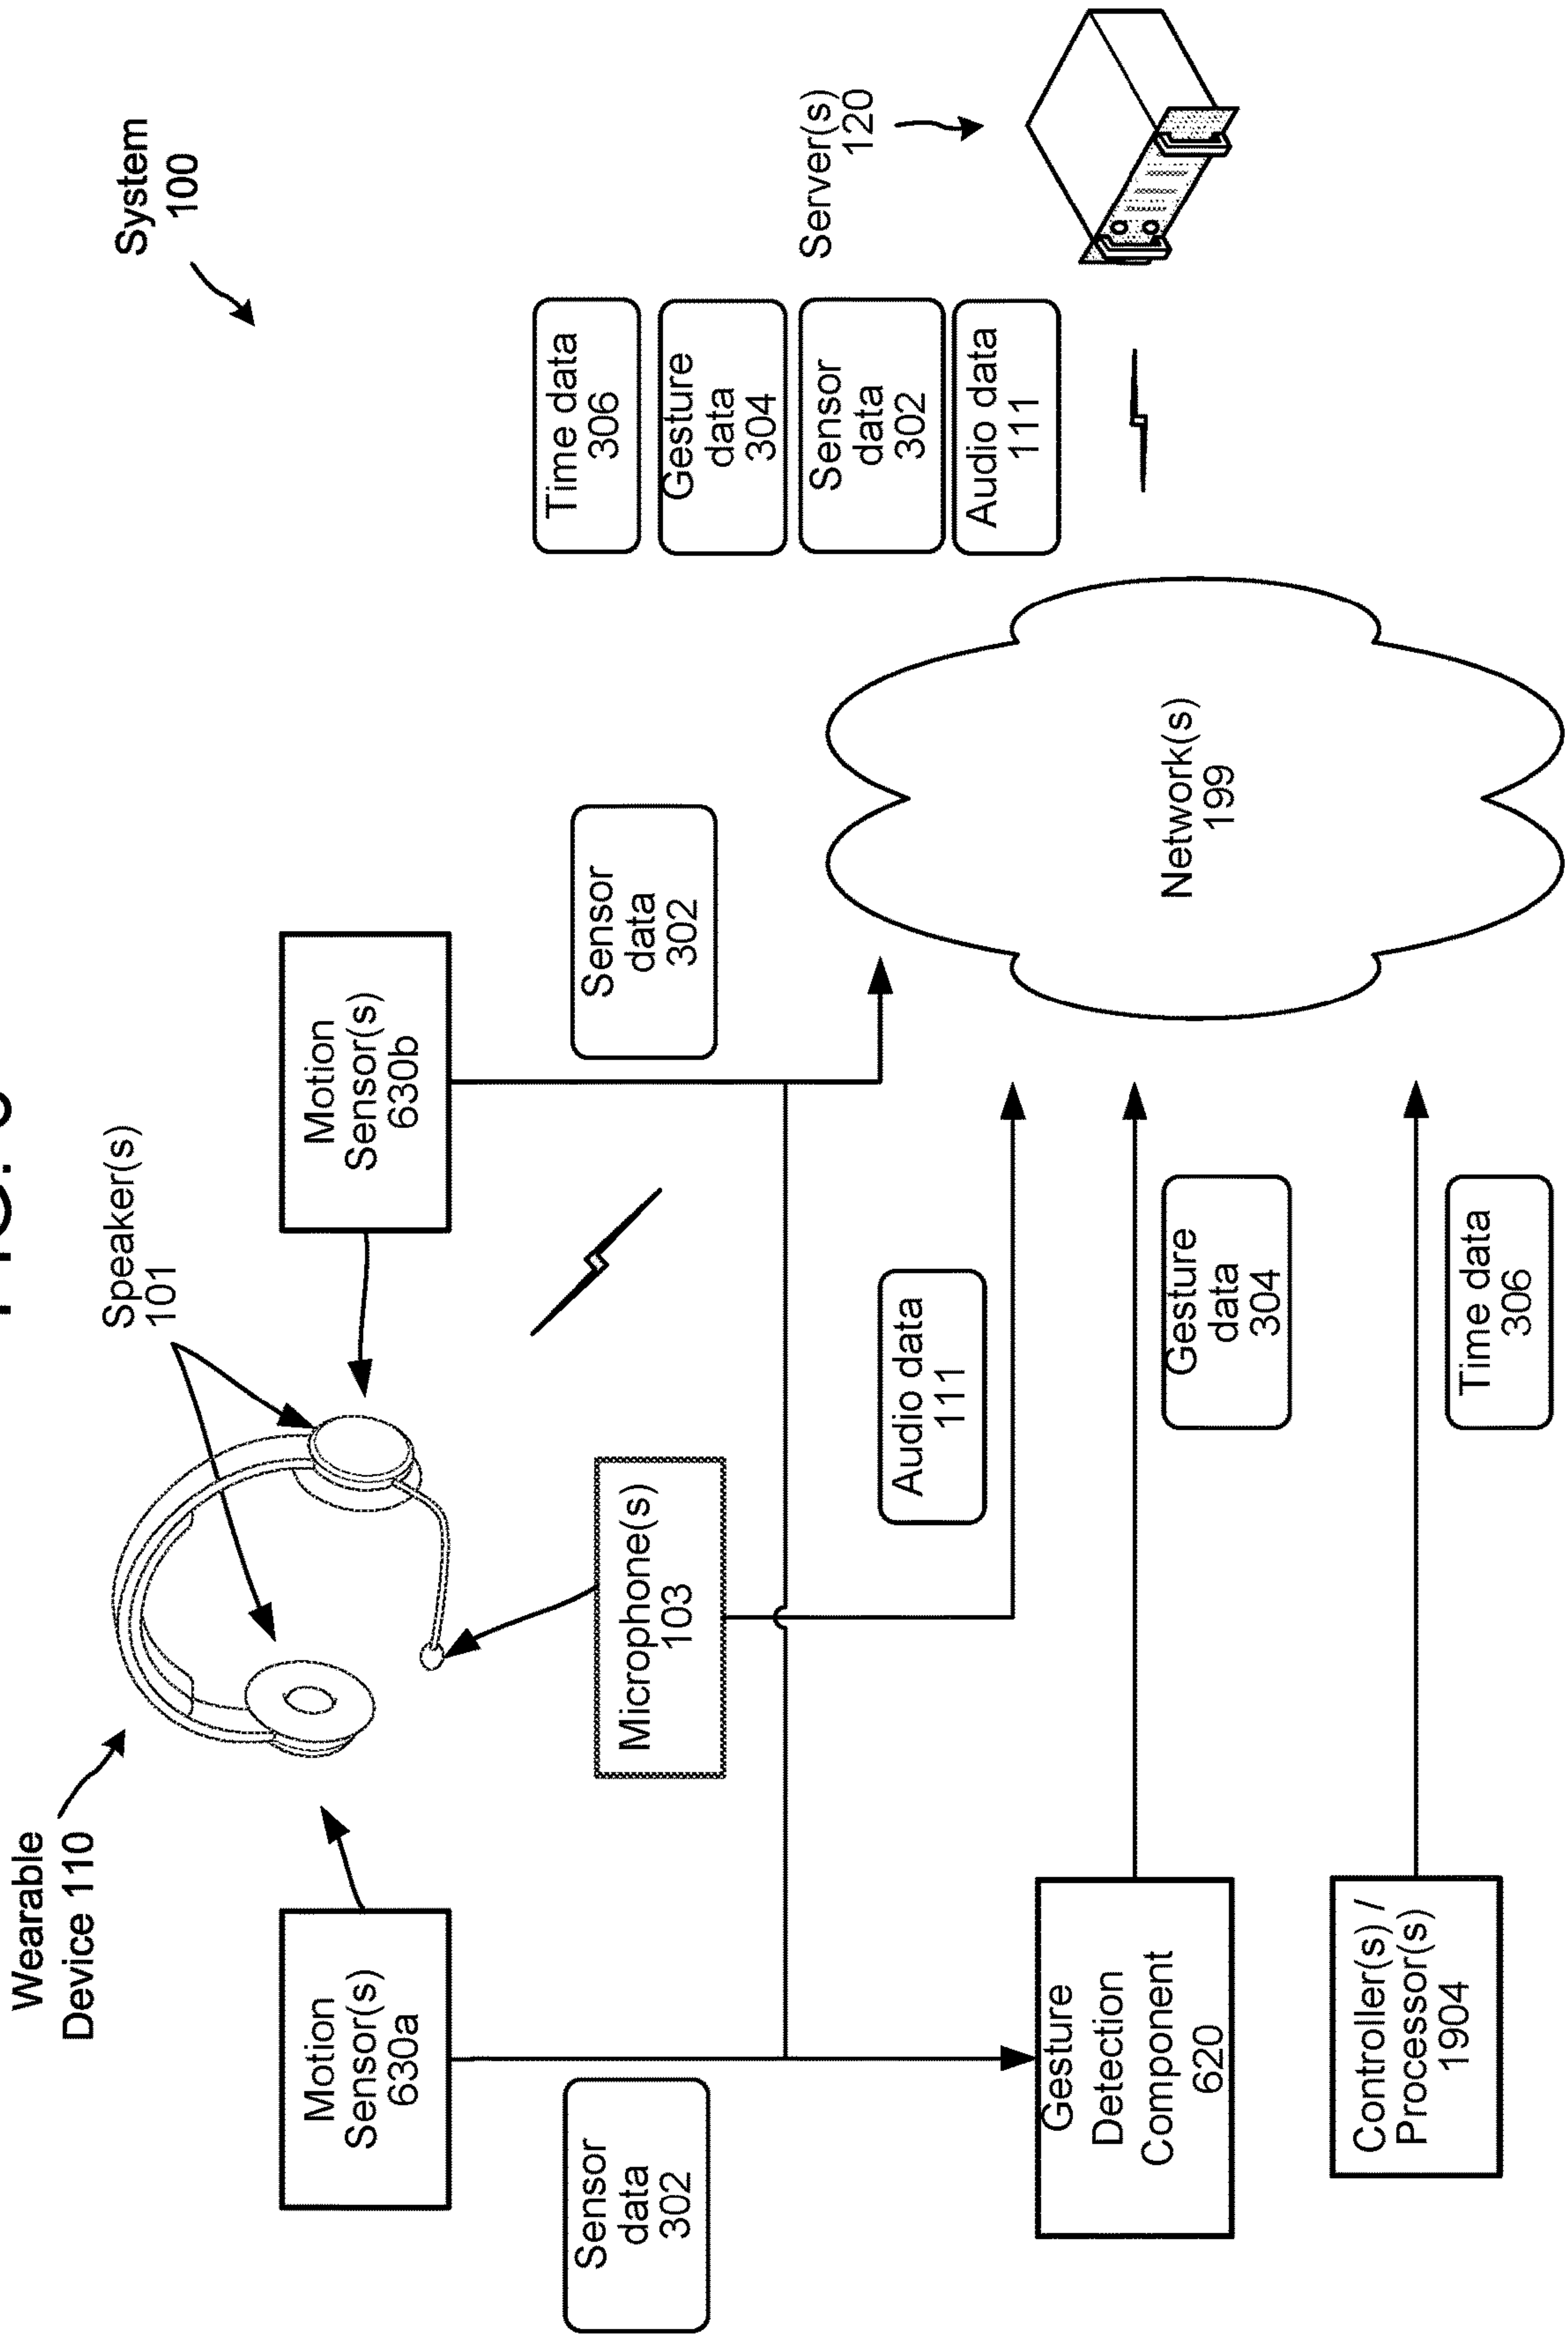 Wearable
Device 110
Speaker(s)
101
System
100
Motion
Sensor(s)
630a
Motion
Sensor(s)
630b
Sensor
data
302
Microphone(s)
103
Sensor
data
302
Time data
306
Gesture
data
304
Sensor
data
302
Audio data
111
Server(s)
120
Audio data
111
Gesture
Detection
Component
620
Gesture
data
304
Network(s)
199
Controller(s) /
Processor(s)
1904
Time data
306